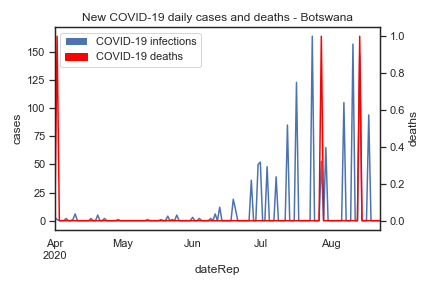 New COVID-19 daily cases and deaths - Botswana
COVID-19 infections
COVID-19 deaths
cases
150
125
100
75
50
25
0
deaths
1.0
0.8
0.6
0.4
0.2
0.0
Apr May Jun Jul Aug
2020
dateRep